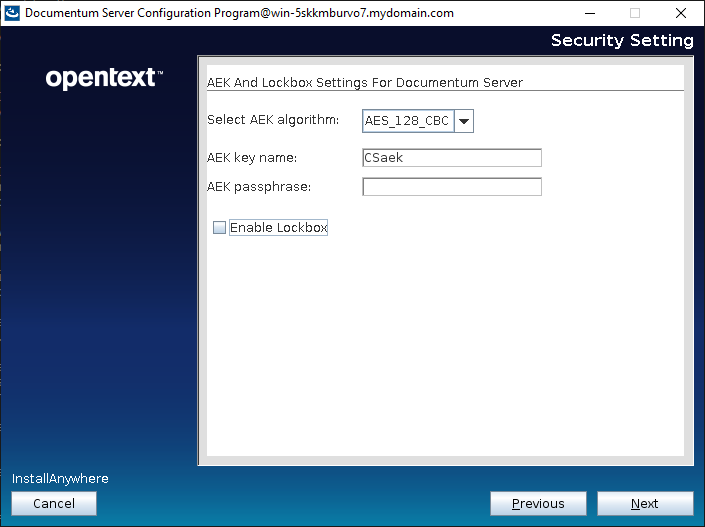 Documentum Server Configuration Program@win-5skkmburvo7.mydomain.com
Security Setting
opentext™
AEK And Lockbox Settings For Documentum Server
Select AEK algorithm: AES_128_CBC
AEK key name: CSaek
AEK passphrase:
Enable Lockbox
InstallAnywhere
Cancel Previous Next